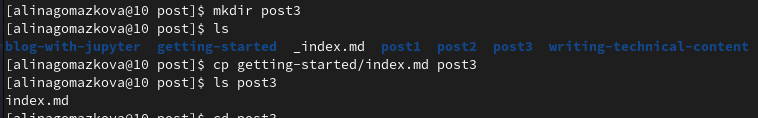 [alinagomazkova@10 post]$ mkdir post3
[alinagomazkova@10 post]$ ls
blog-with-jupyter  getting-started  _index.md  post1  post2  post3  writing-technical-content
[alinagomazkova@10 post]$ cp getting-started/index.md post3
[alinagomazkova@10 post]$ ls post3
index.md
[alinagomazkova@10 post]$ cd post3